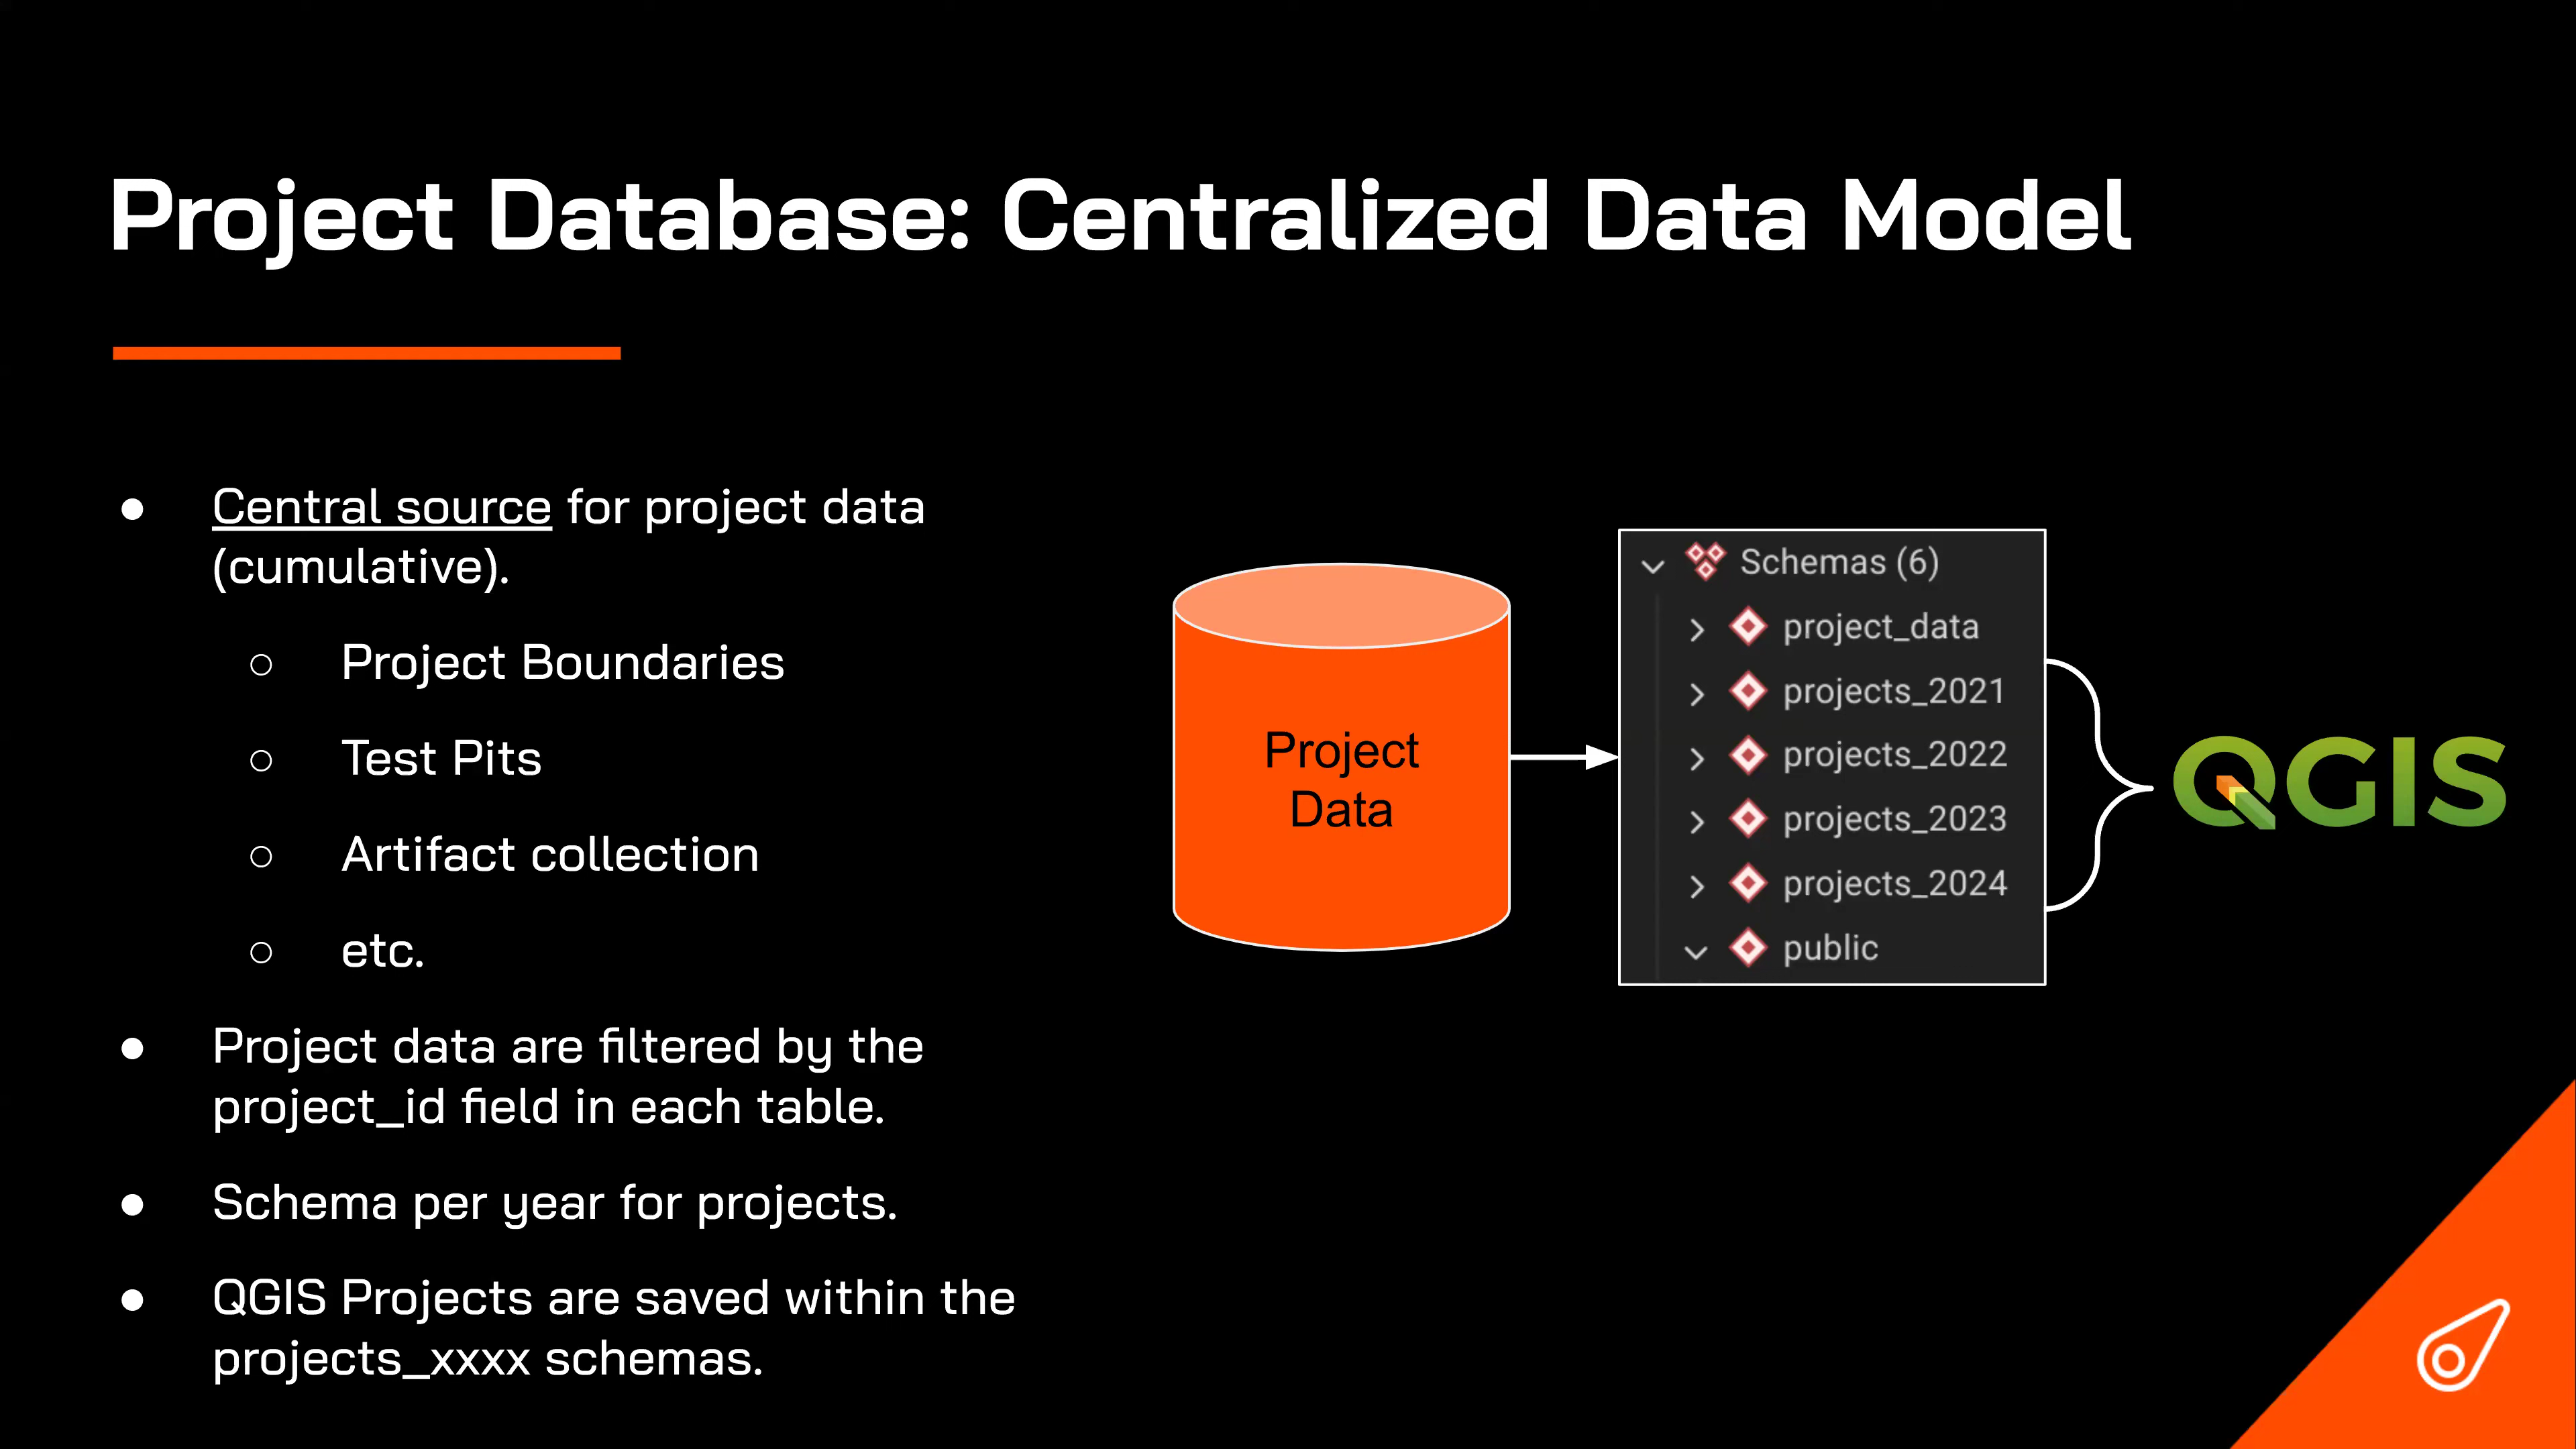 Project Database: Centralized Data Model
Central source for project data
(cumulative).
Project Boundaries
Test Pits
Artifact collection
etc.
Project data are filtered by the
project_id field in each table.
Schema per year for projects.
QGIS Projects are saved within the
projects_xxxx schemas.
Project
Data
Schemas (6)
project_data
projects_2021
projects_2022
projects_2023
projects_2024
public
QGIS